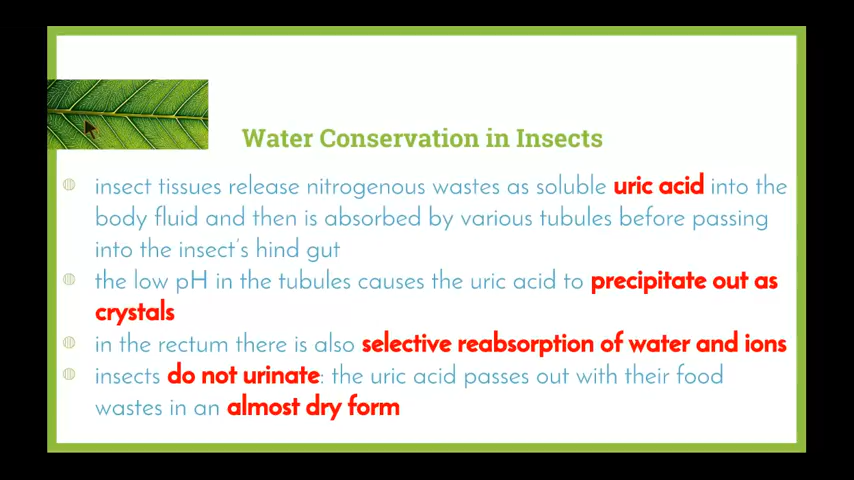 Water Conservation in Insects
insect tissues release nitrogenous wastes as soluble uric acid into the
body fluid and then is absorbed by various tubules before passing
into the insect's hind gut
the low pH in the tubules causes the uric acid to precipitate out as
crystals
in the rectum there is also selective reabsorption of water and ions
insects do not urinate: the uric acid passes out with their food
wastes in an almost dry form